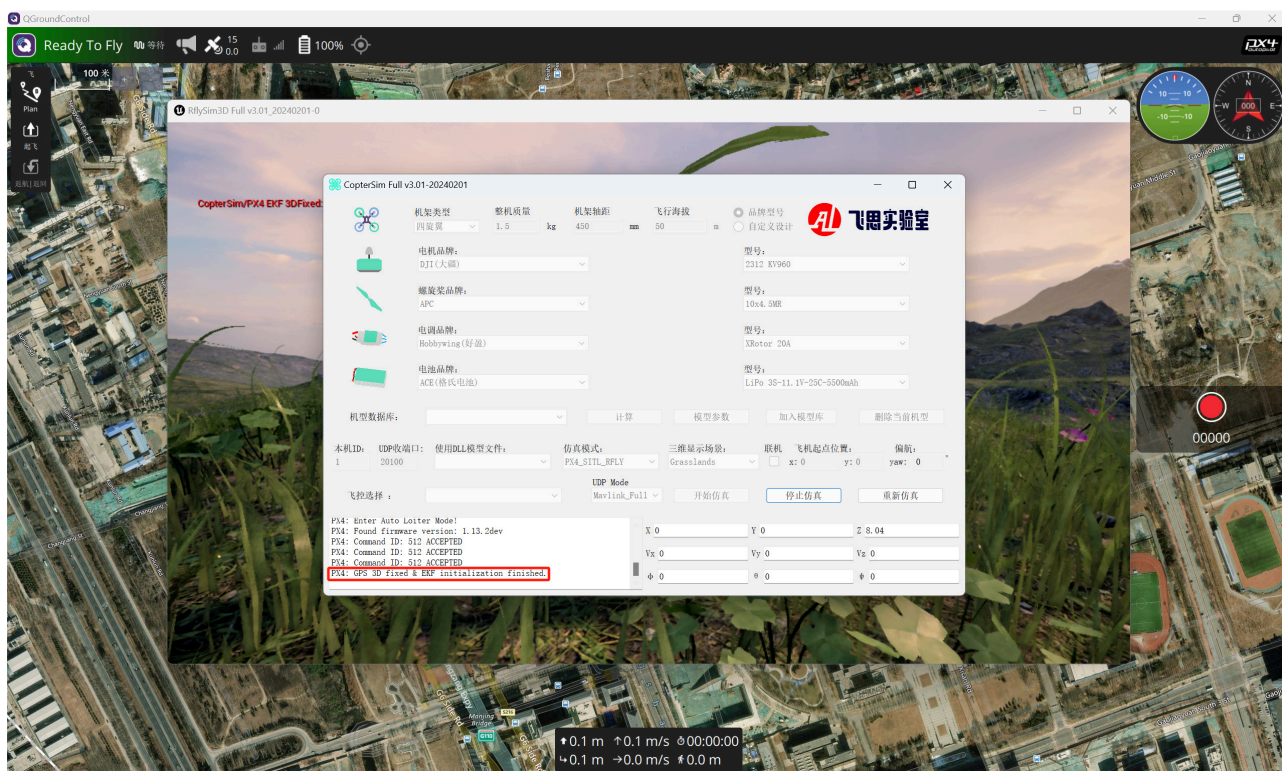 QGroundControl
Ready To Fly 等待 15 0.0 100%
PX4 autopilot
飞
100 米
Plan
起飞
返航
10 10
-10 -10
N
W 000 E
S
RflySim3D Full v3.01_20240201-0
CopterSim/PX4 EKF 3DFixed:
CopterSim Full v3.01-20240201
机架类型 整机质量 机架轴距 飞行海拔 品牌型号
四旋翼 1.5 kg 450 mm 50 m 自定义设计
飞思实验室
电机品牌: 型号:
DJI(大疆) 2312 KV960
螺旋桨品牌: 型号:
APC 10x4.5MR
电调品牌: 型号:
Hobbywing(好盈) XRotor 20A
电池品牌: 型号:
ACE(格氏电池) LiPo 3S-11.1V-25C-5500mAh
机型数据库: 计算 模型参数 加入模型库 删除当前机型
本机ID: UDP收端口: 使用DLL模型文件: 仿真模式: 三维显示场景: 联机 飞机起点位置: 偏航:
1 20100 PX4_SITL_RFLY Grasslands x: 0 y: 0 yaw: 0 °
UDP Mode
飞控选择 : Mavlink_Full 开始仿真 停止仿真 重新仿真
PX4: Enter Auto Loiter Mode!
PX4: Found firmware version: 1.13.2dev
PX4: Command ID: 512 ACCEPTED
PX4: Command ID: 512 ACCEPTED
PX4: Command ID: 512 ACCEPTED
PX4: GPS 3D fixed & EKF initialization finished.
X 0 Y 0 Z 8.04
Vx 0 Vy 0 Vz 0
Φ 0 θ 0 ψ 0
00000
Manjing
Bridge
S216
G110
0.1 m 0.1 m/s 00:00:00
0.1 m 0.0 m/s 0.0 m